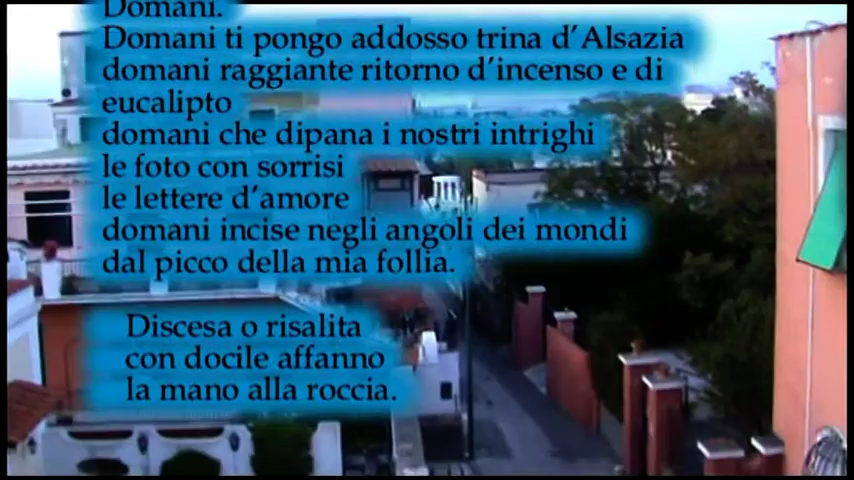 Domani.
Domani ti pongo addosso trina d'Alsazia
domani raggiante ritorno d'incenso e di
eucalipto
domani che dipana i nostri intrighi
le foto con sorrisi
le lettere d'amore
domani incise negli angoli dei mondi
dal picco della mia follia.
Discesa o risalita
con docile affanno
la mano alla roccia.